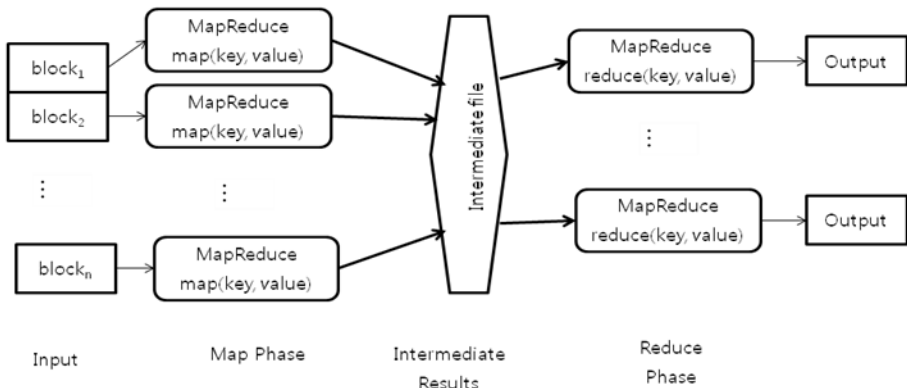 block₁
block₂
⋮
blockₙ
MapReduce
map(key, value)
MapReduce
map(key, value)
⋮
MapReduce
map(key, value)
Intermediate file
MapReduce
reduce(key, value)
⋮
MapReduce
reduce(key, value)
Output
Output
Input
Map Phase
Intermediate
Results
Reduce
Phase